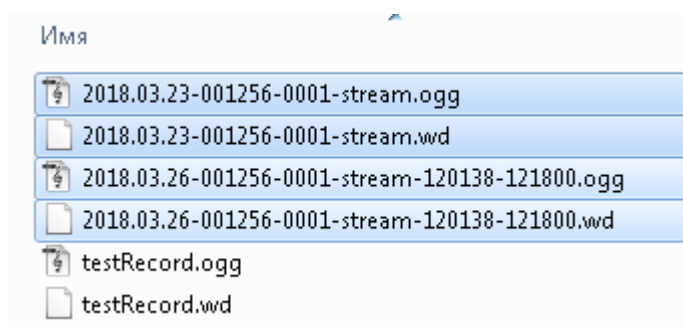 Имя
2018.03.23-001256-0001-stream.ogg
2018.03.23-001256-0001-stream.wd
2018.03.26-001256-0001-stream-120138-121800.ogg
2018.03.26-001256-0001-stream-120138-121800.wd
testRecord.ogg
testRecord.wd